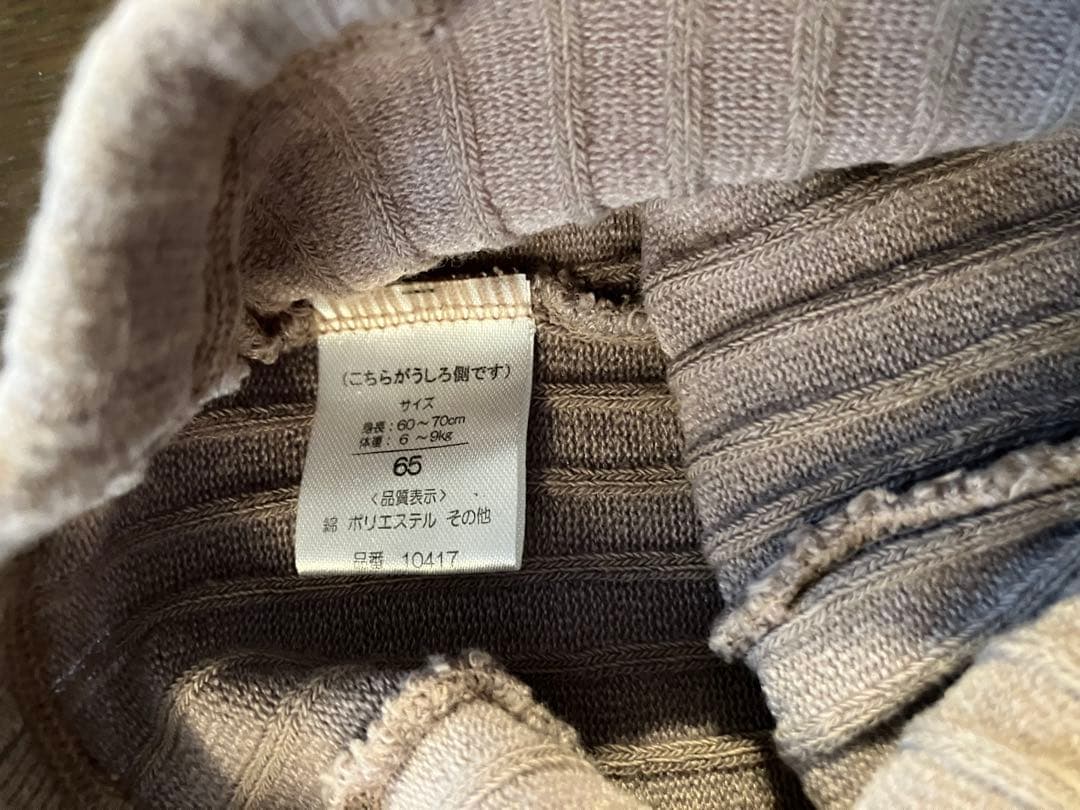 (こちらがうしろ側です)
サイズ
身長：60～70cm
体重：6～9kg
65
〈品質表示〉
綿 ポリエステル その他
品番 10417